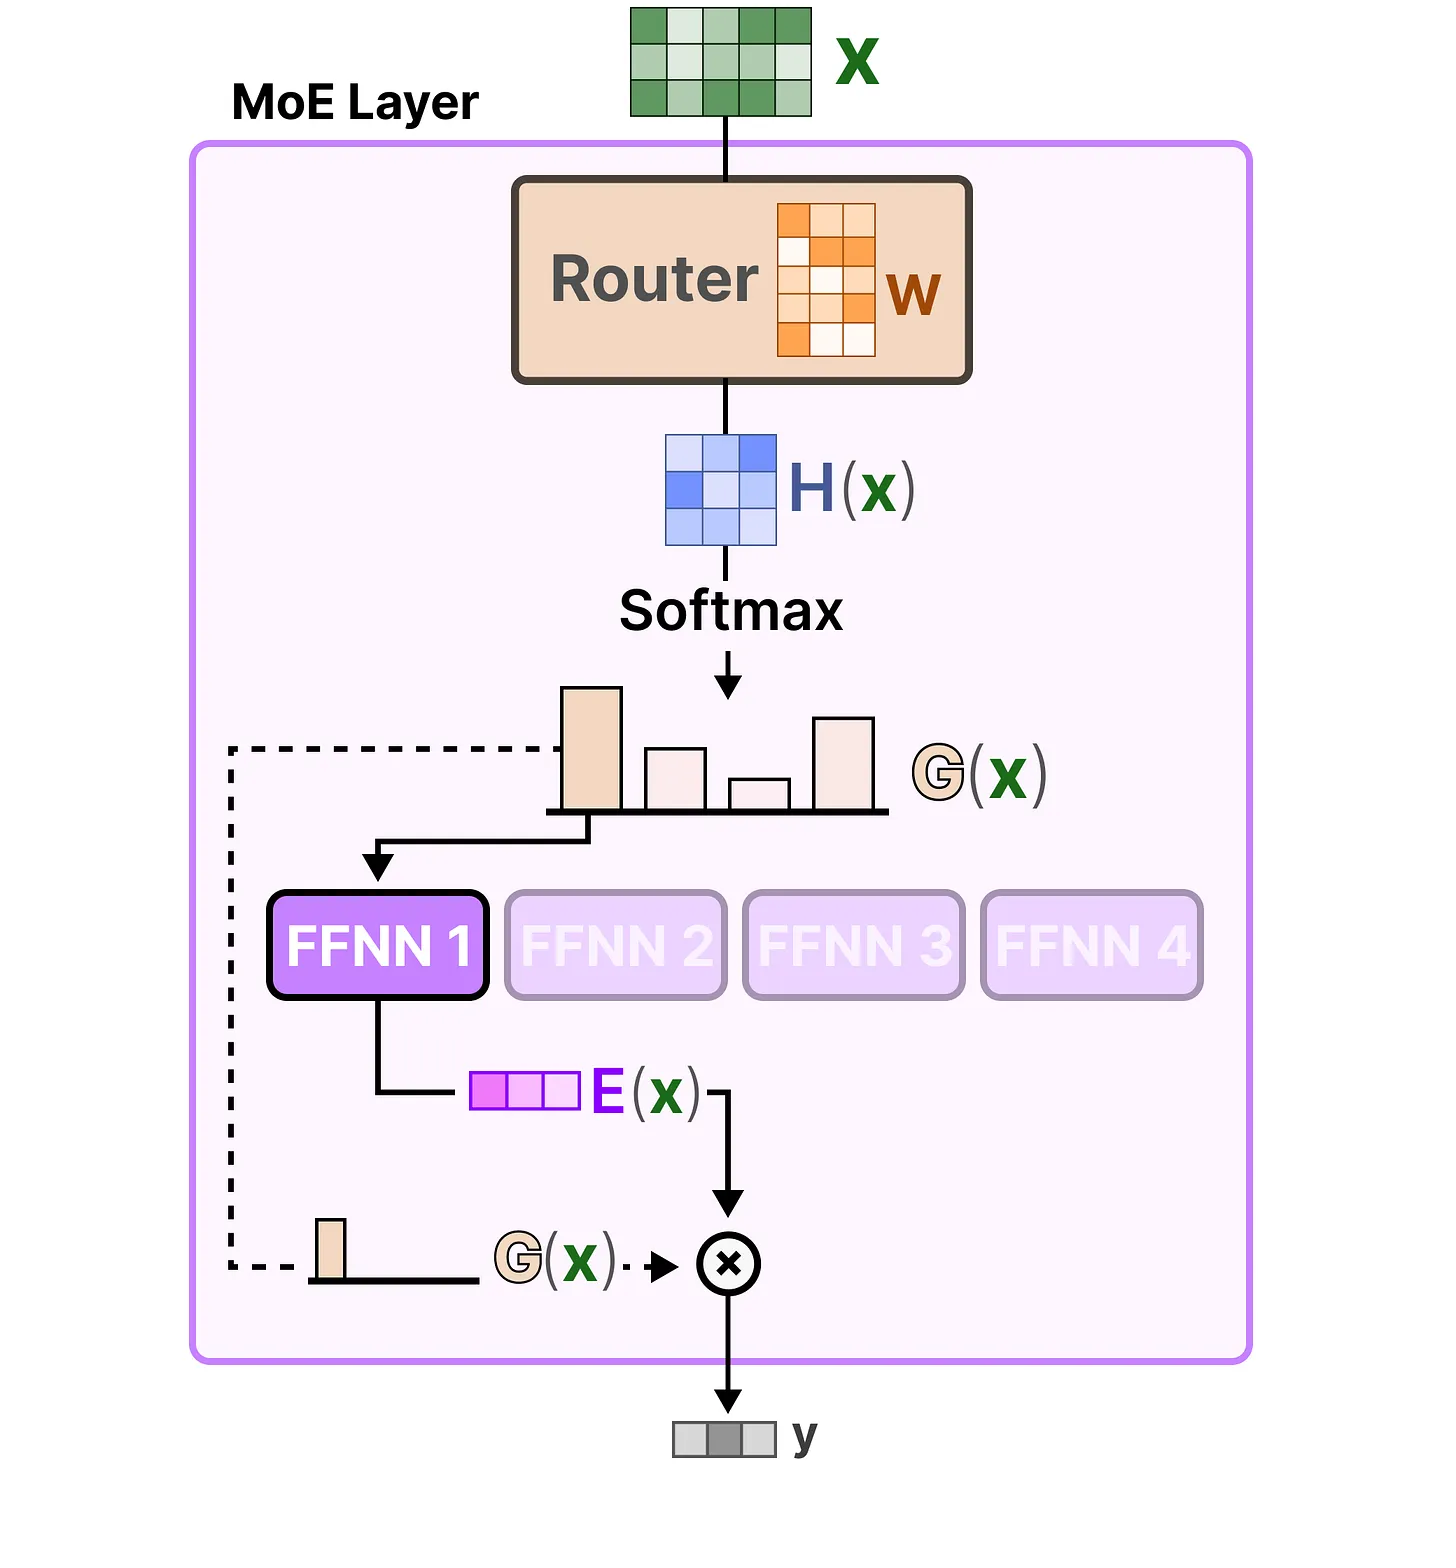 X
MoE Layer
Router
W
H(x)
Softmax
G(x)
FFNN 1
FFNN 2
FFNN 3
FFNN 4
E(x)
G(x)
y